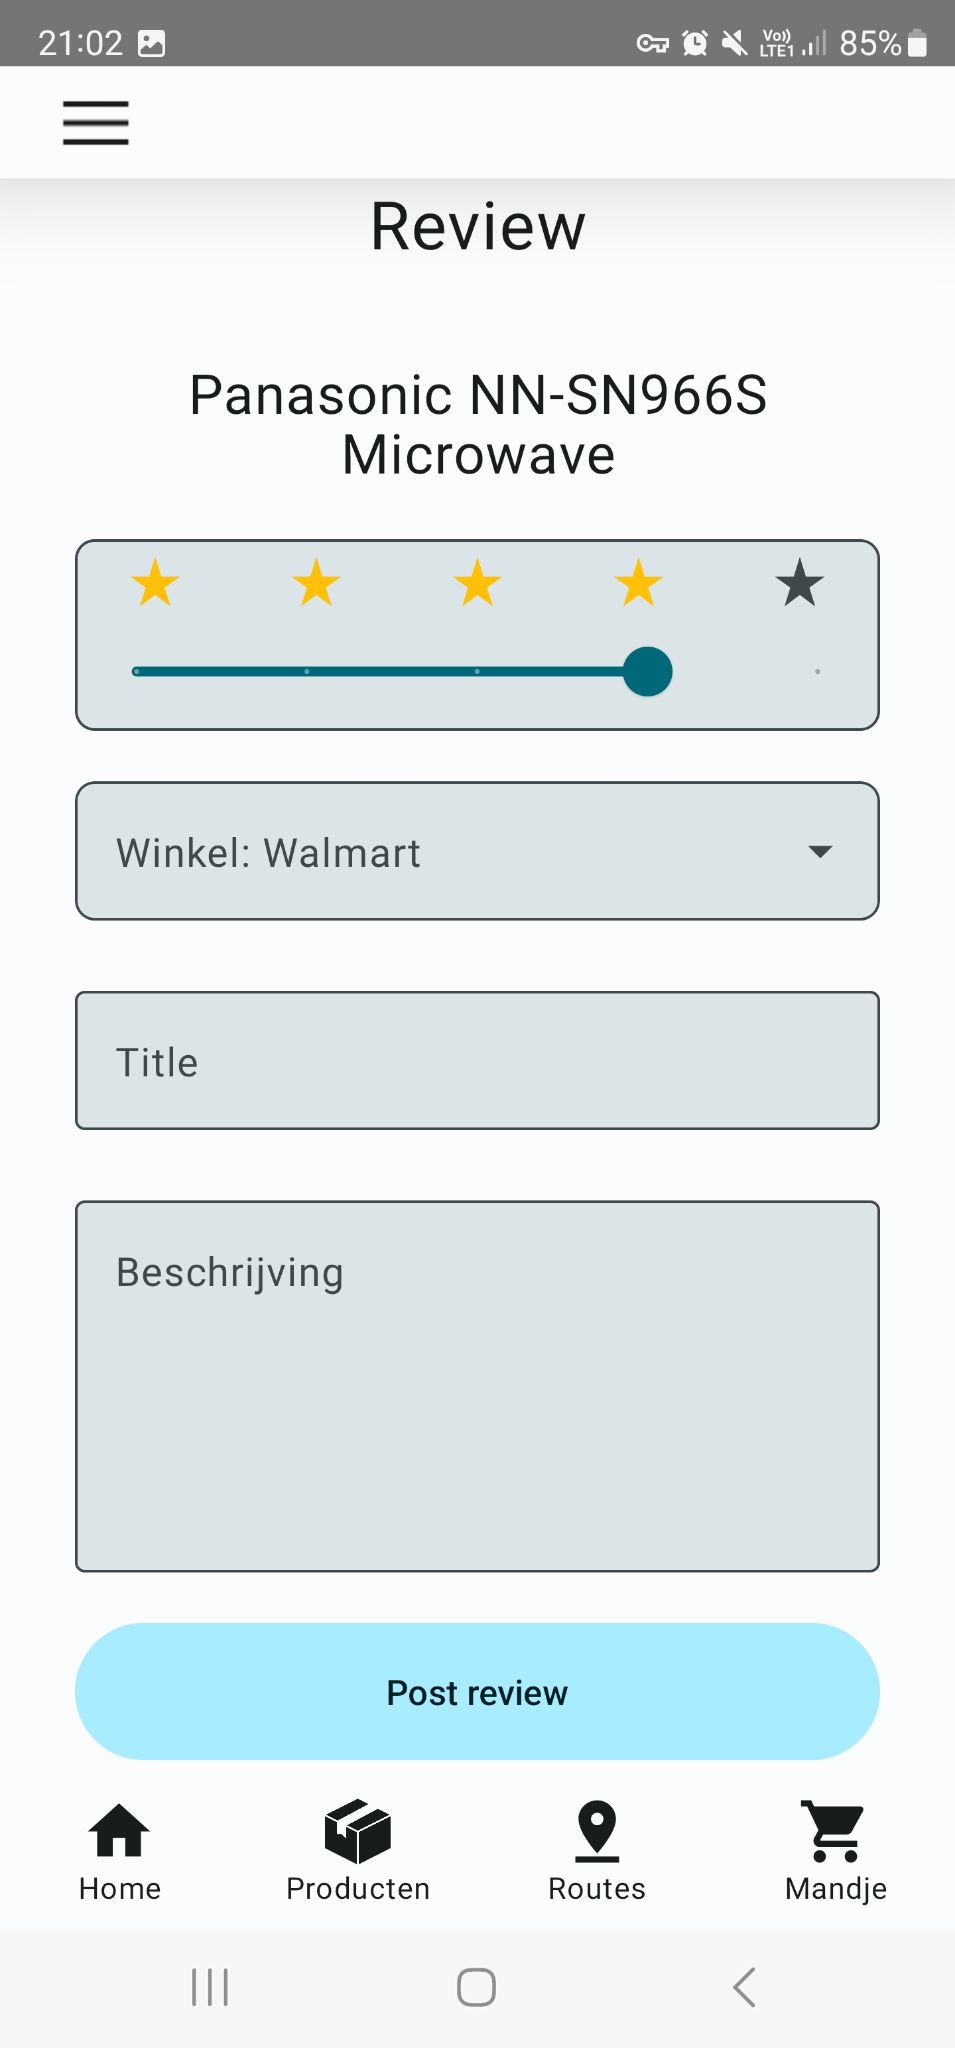 21:02
Vo)) LTE1 85%
Review
Panasonic NN-SN966S
Microwave
Winkel: Walmart
Title
Beschrijving
Post review
Home Producten Routes Mandje